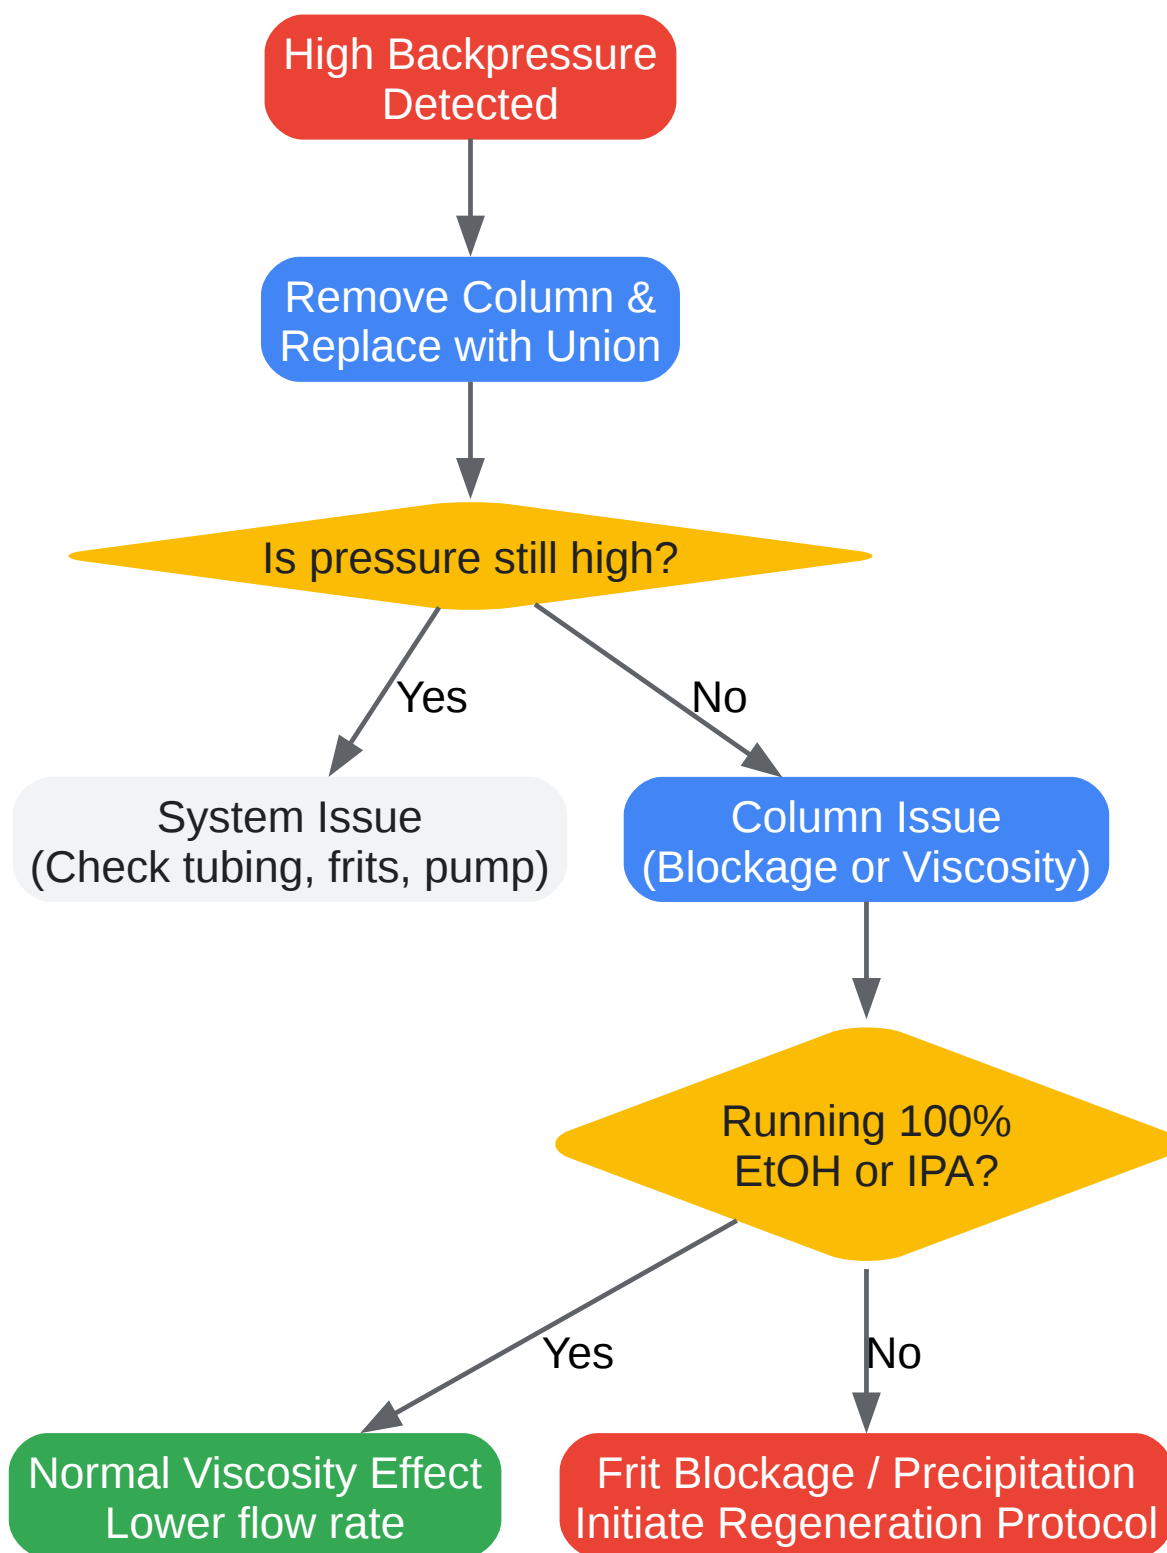 High Backpressure
Detected
Remove Column &
Replace with Union
Is pressure still high?
Yes
No
System Issue
(Check tubing, frits, pump)
Column Issue
(Blockage or Viscosity)
Running 100%
EtOH or IPA?
Yes
No
Normal Viscosity Effect
Lower flow rate
Frit Blockage / Precipitation
Initiate Regeneration Protocol